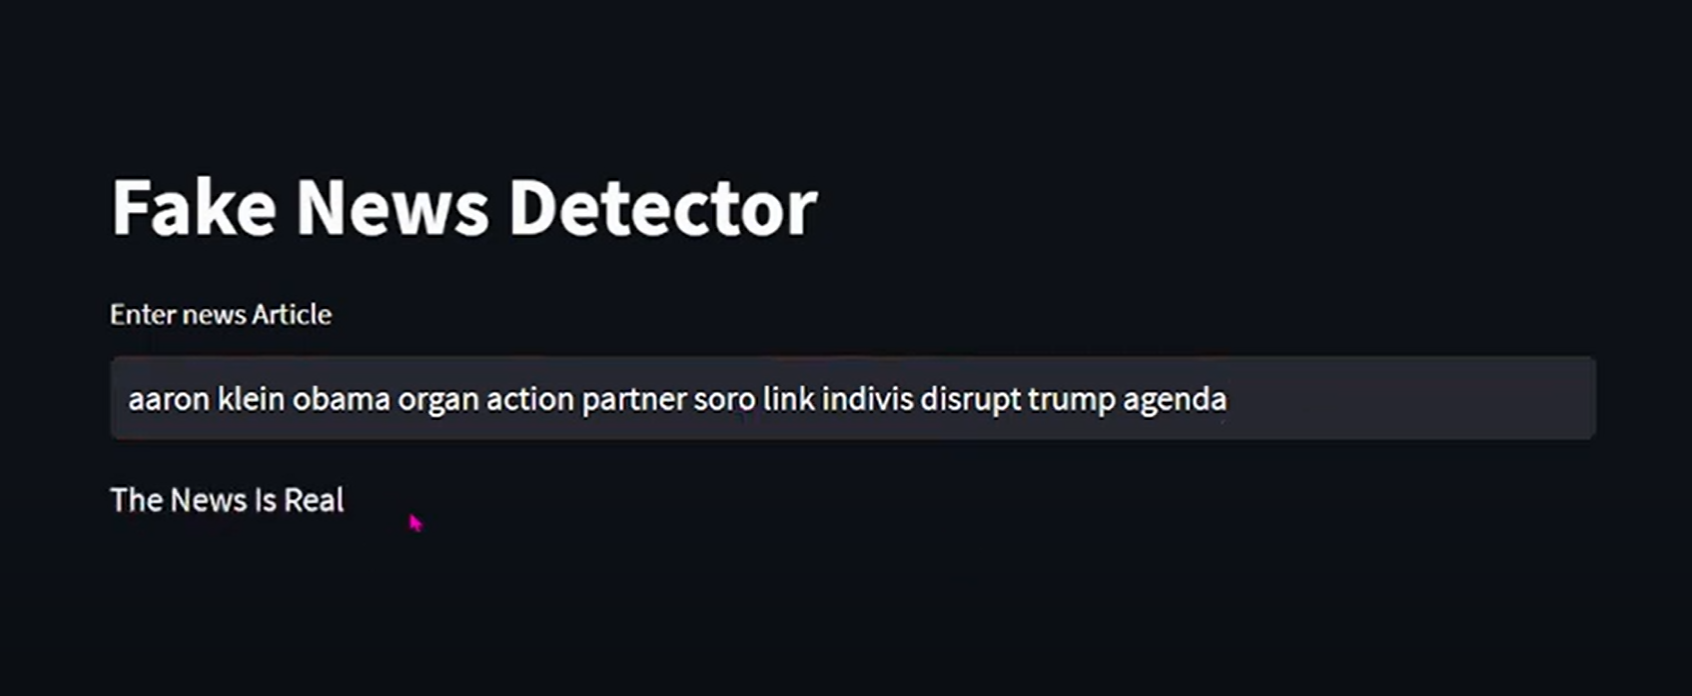 Fake News Detector
Enter news Article
aaron klein obama organ action partner soro link indivis disrupt trump agenda
The News Is Real